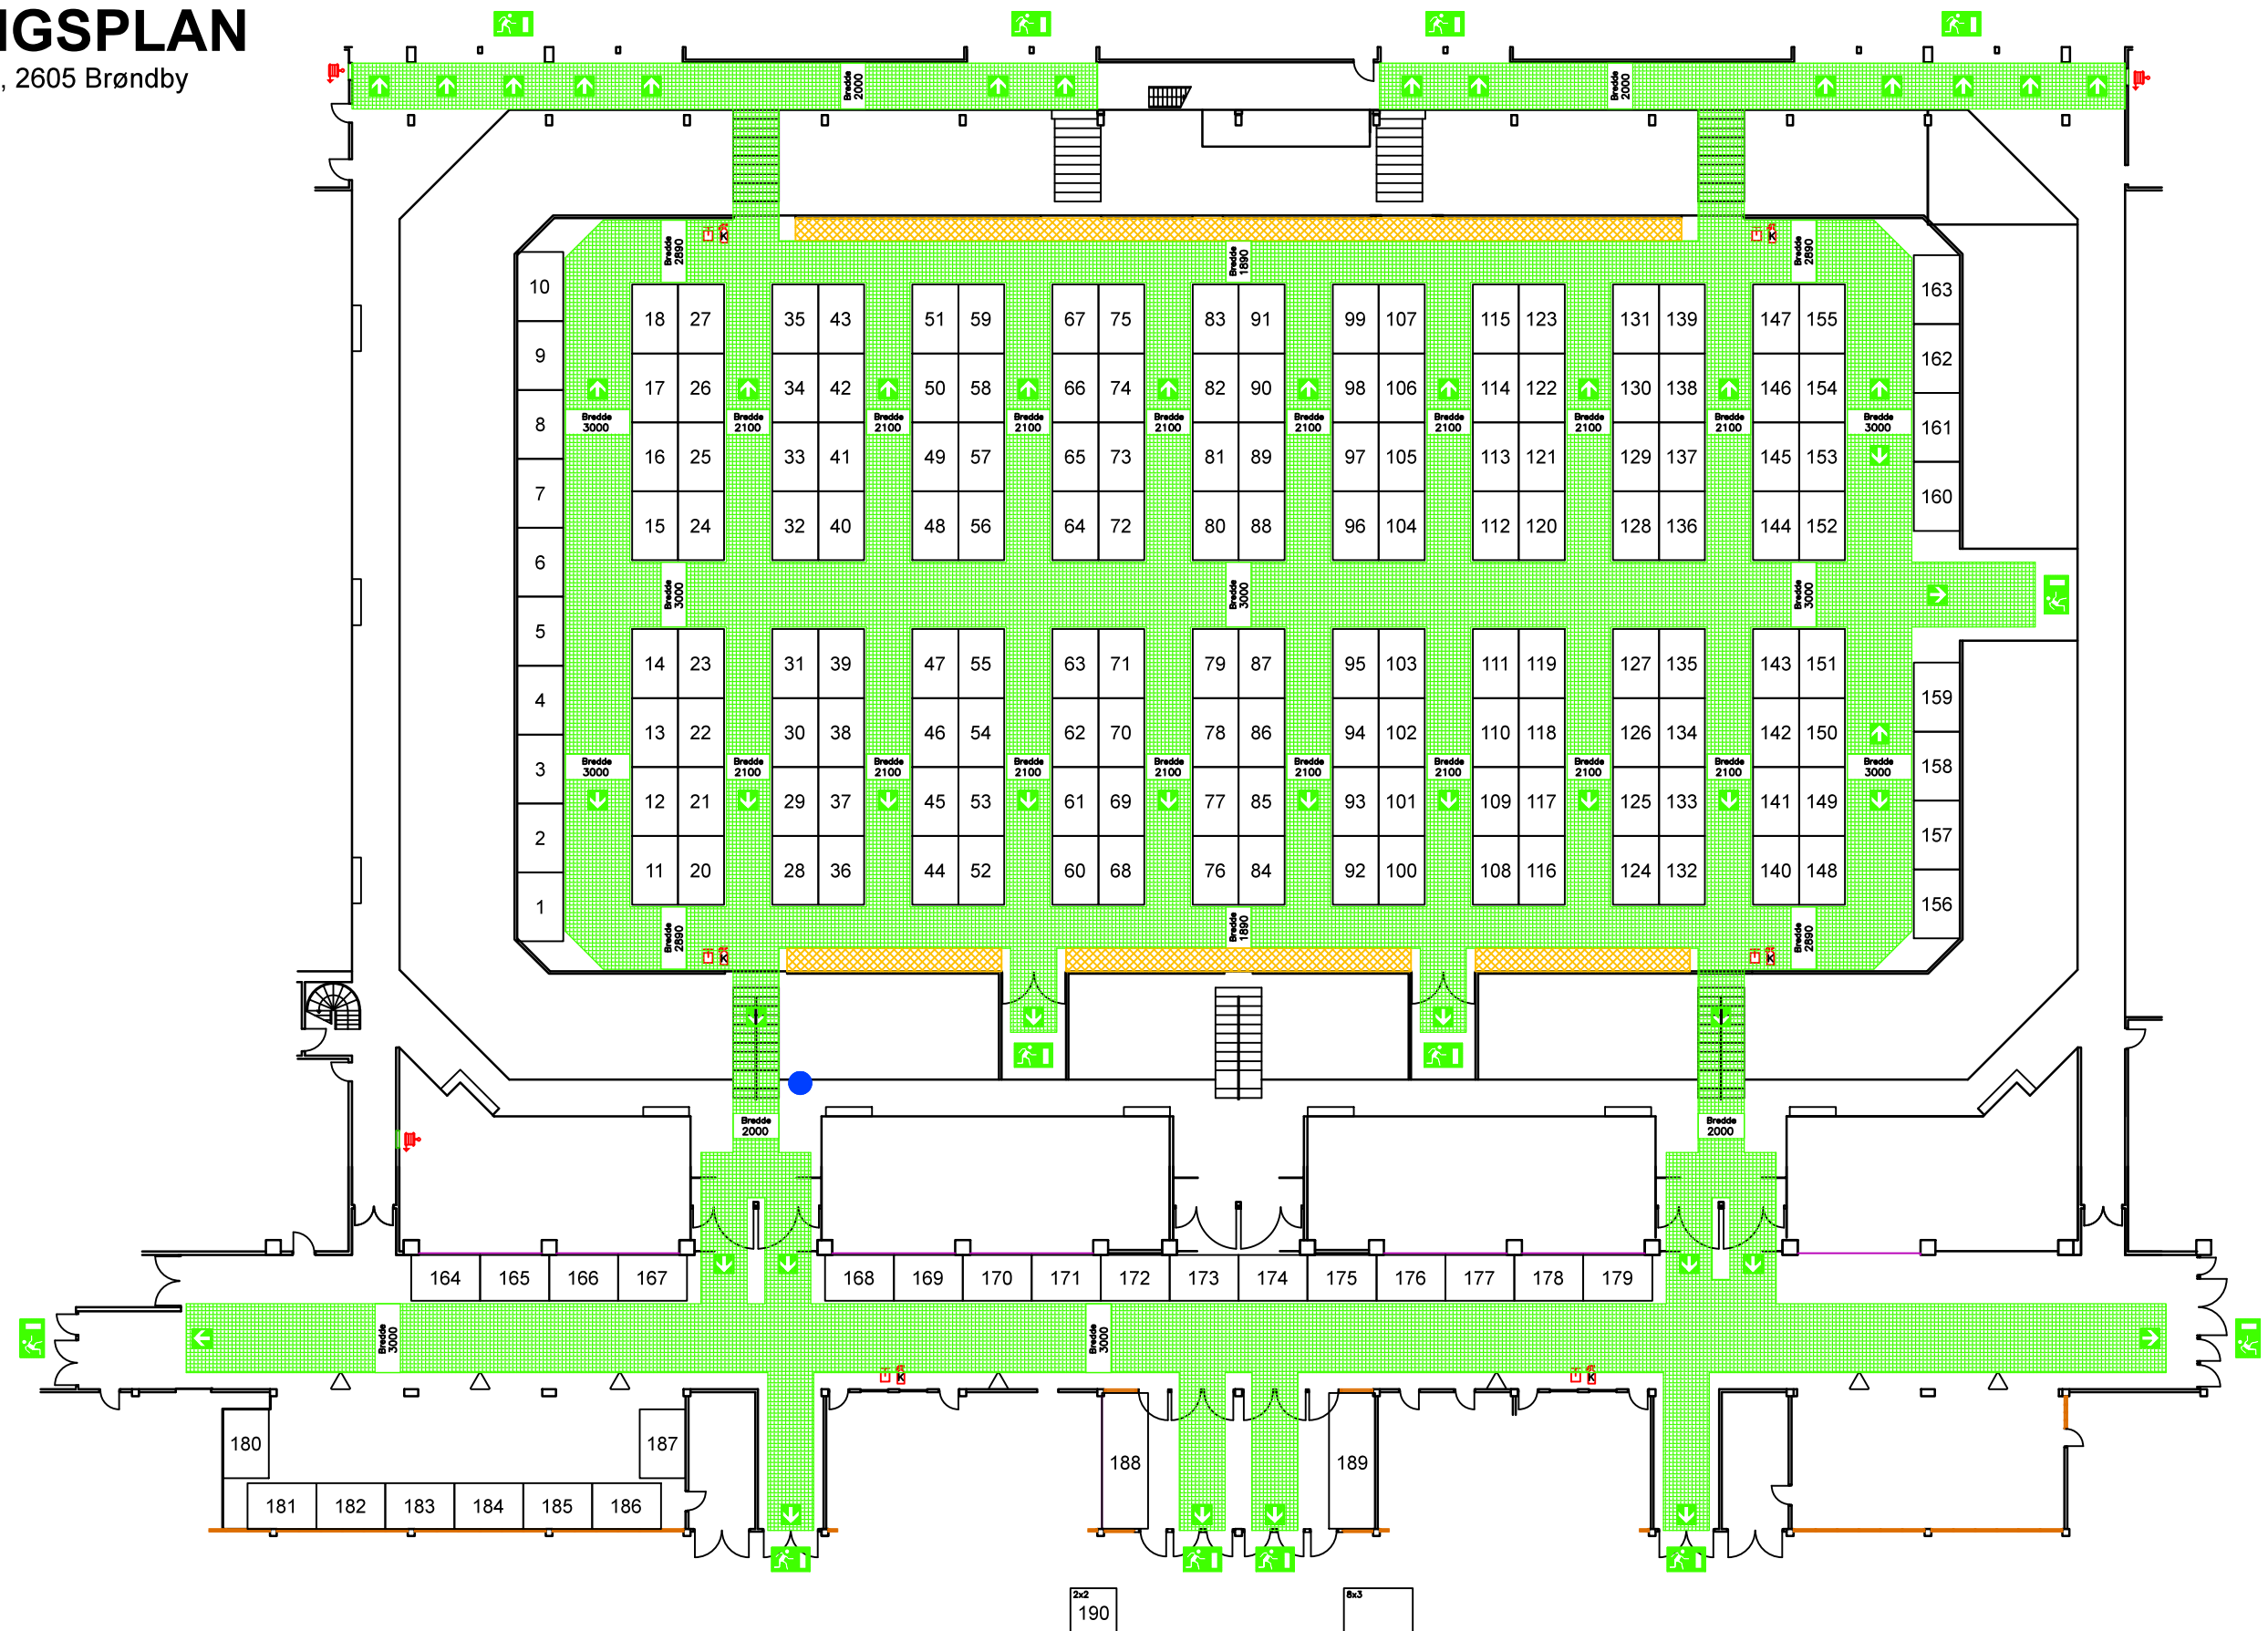 IGSPLAN
, 2605 Brøndby
Bredde
2000
Bredde
2000
Bredde
2890
K
Bredde
1890
K
Bredde
2890
10
9
8
7
6
5
4
3
2
1
18 27 35 43 51 59 67 75 83 91 99 107 115 123 131 139 147 155
17 26 34 42 50 58 66 74 82 90 98 106 114 122 130 138 146 154
Bredde
3000
Bredde
2100
Bredde
2100
Bredde
2100
Bredde
2100
Bredde
2100
Bredde
2100
Bredde
2100
Bredde
2100
Bredde
3000
16 25 33 41 49 57 65 73 81 89 97 105 113 121 129 137 145 153
15 24 32 40 48 56 64 72 80 88 96 104 112 120 128 136 144 152
163
162
161
160
Bredde
3000
Bredde
3000
Bredde
3000
14 23 31 39 47 55 63 71 79 87 95 103 111 119 127 135 143 151
13 22 30 38 46 54 62 70 78 86 94 102 110 118 126 134 142 150
Bredde
3000
Bredde
2100
Bredde
2100
Bredde
2100
Bredde
2100
Bredde
2100
Bredde
2100
Bredde
2100
Bredde
2100
Bredde
3000
12 21 29 37 45 53 61 69 77 85 93 101 109 117 125 133 141 149
11 20 28 36 44 52 60 68 76 84 92 100 108 116 124 132 140 148
159
158
157
156
Bredde
2890
K
Bredde
1890
K
Bredde
2890
Bredde
2000
Bredde
2000
164 165 166 167 168 169 170 171 172 173 174 175 176 177 178 179
Bredde
3000
Bredde
3000
K
K
180 187 188 189
181 182 183 184 185 186
2x2
190
8x3